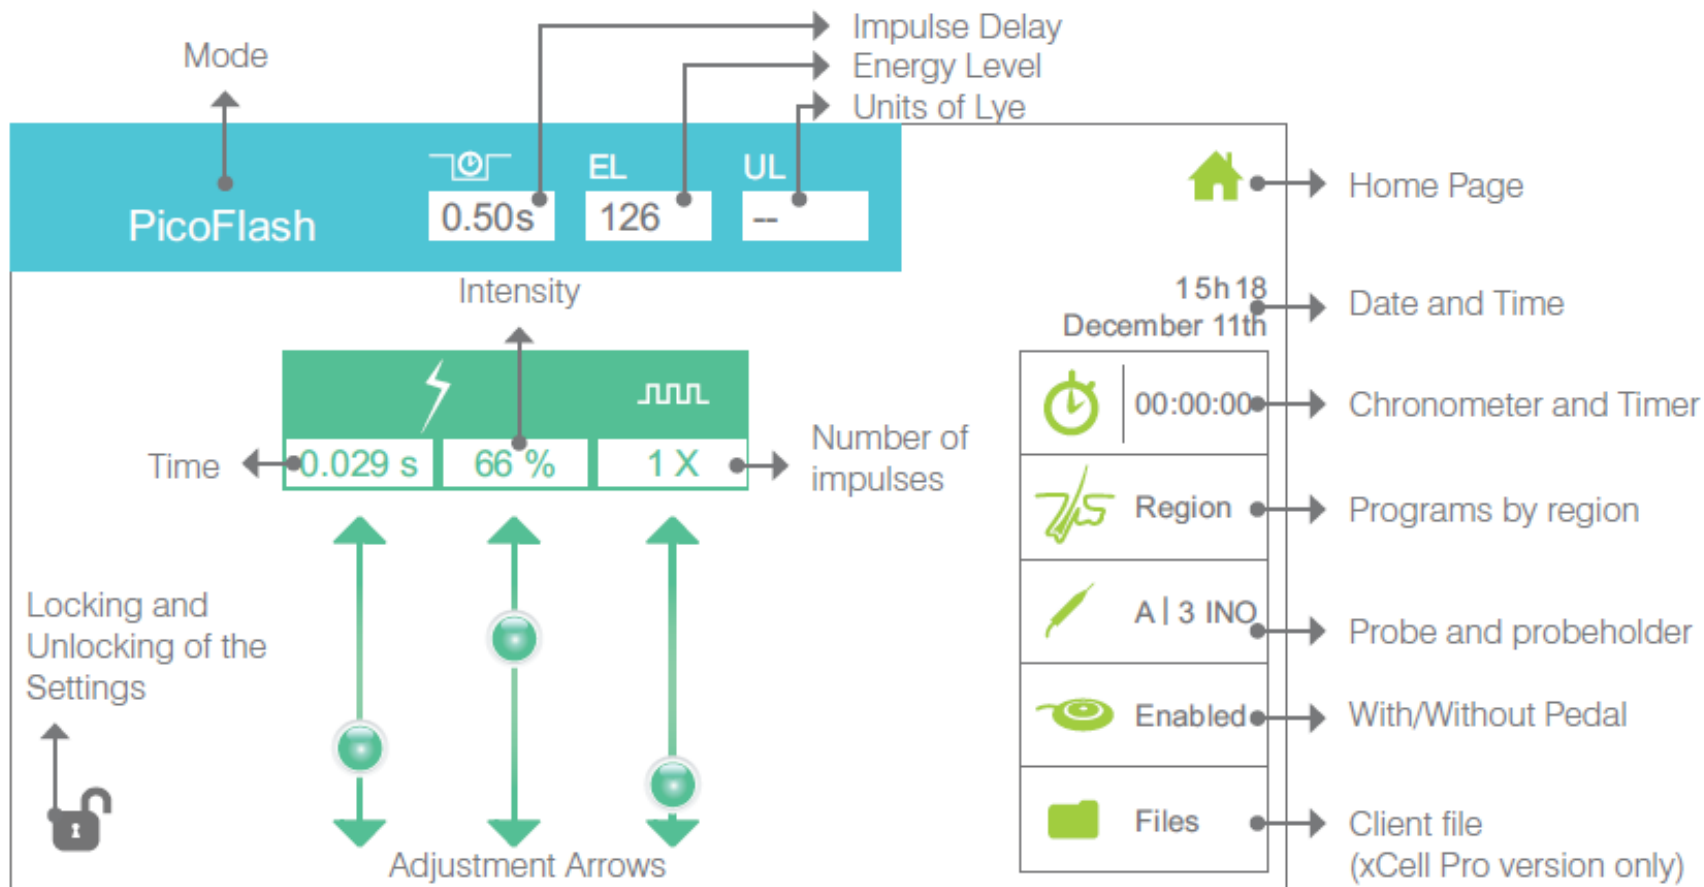 Impulse Delay
Mode
Energy Level
Units of Lye
EL
UL
PicoFlash
0.50s
126
--
Home Page
Intensity
15h18
December 11th
Date and Time
00:00:00
Chronometer and Timer
Time
0.029 s
66 %
1 X
Number of
impulses
Region
Programs by region
Locking and
Unlocking of the
Settings
A | 3 INO
Probe and probeholder
Enabled
With/Without Pedal
Files
Client file
(xCell Pro version only)
Adjustment Arrows